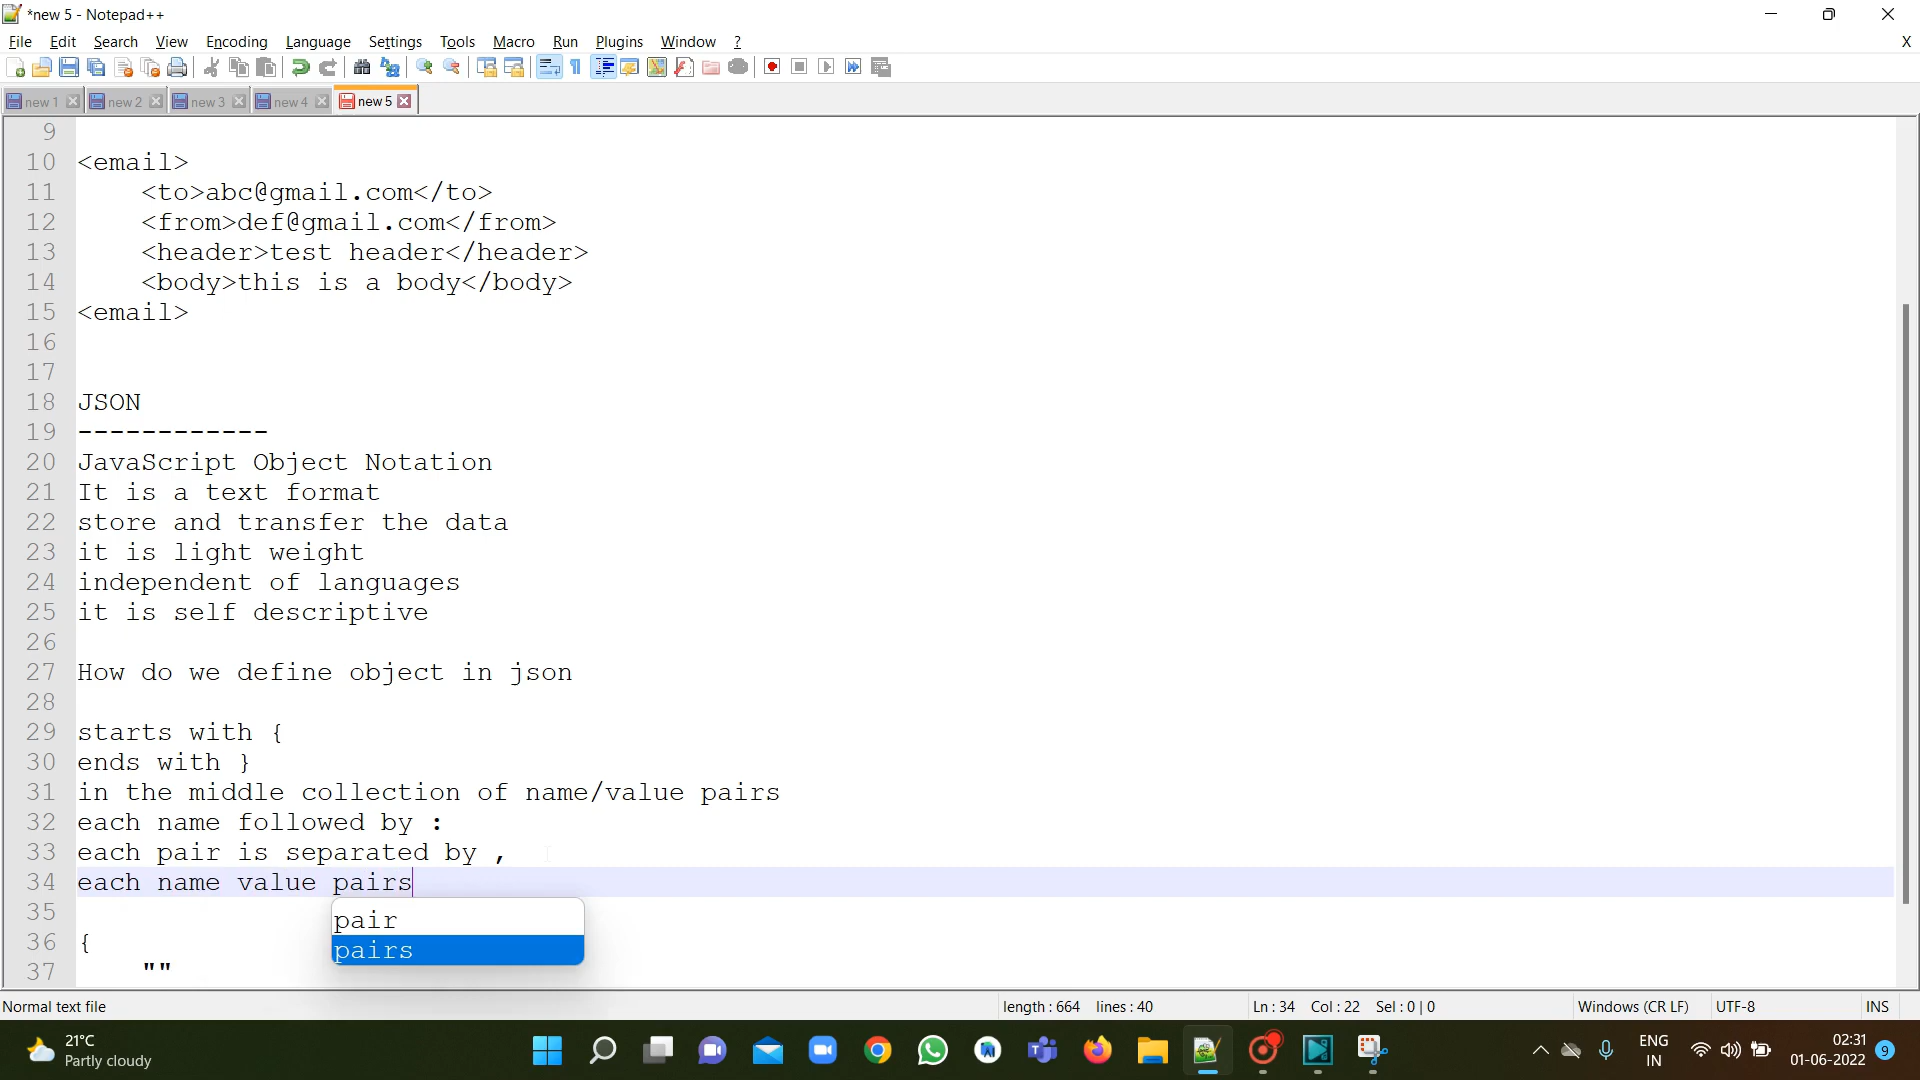 *new 5 - Notepad++
File Edit Search View Encoding Language Settings Tools Macro Run Plugins Window ? X
new 1 new 2 new 3 new 4 new 5
9
10 <email>
11 <to>abc@gmail.com</to>
12 <from>def@gmail.com</from>
13 <header>test header</header>
14 <body>this is a body</body>
15 <email>
16
17
18 JSON
19 ------------
20 JavaScript Object Notation
21 It is a text format
22 store and transfer the data
23 it is light weight
24 independent of languages
25 it is self descriptive
26
27 How do we define object in json
28
29 starts with {
30 ends with }
31 in the middle collection of name/value pairs
32 each name followed by :
33 each pair is separated by ,
34 each name value pairs
35
pair
36 {
pairs
37 ""
Normal text file length : 664 lines : 40 Ln : 34 Col : 22 Sel : 0 | 0 Windows (CR LF) UTF-8 INS
21°C
Partly cloudy
ENG
IN
02:31
01-06-2022
9